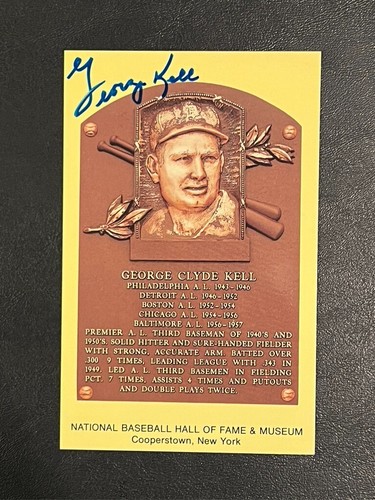 George Kell
GEORGE CLYDE KELL
PHILADELPHIA A.L. 1943-1946
DETROIT A.L. 1946-1952
BOSTON A.L. 1952-1954
CHICAGO A.L. 1954-1956
BALTIMORE A.L. 1956-1957
PREMIER A. L. THIRD BASEMAN OF 1940'S AND
1950'S. SOLID HITTER AND SURE-HANDED FIELDER
WITH STRONG, ACCURATE ARM. BATTED OVER
.300 9 TIMES, LEADING LEAGUE WITH .343 IN
1949. LED A. L. THIRD BASEMEN IN FIELDING
PCT. 7 TIMES, ASSISTS 4 TIMES AND PUTOUTS
AND DOUBLE PLAYS TWICE.
NATIONAL BASEBALL HALL OF FAME & MUSEUM
Cooperstown, New York